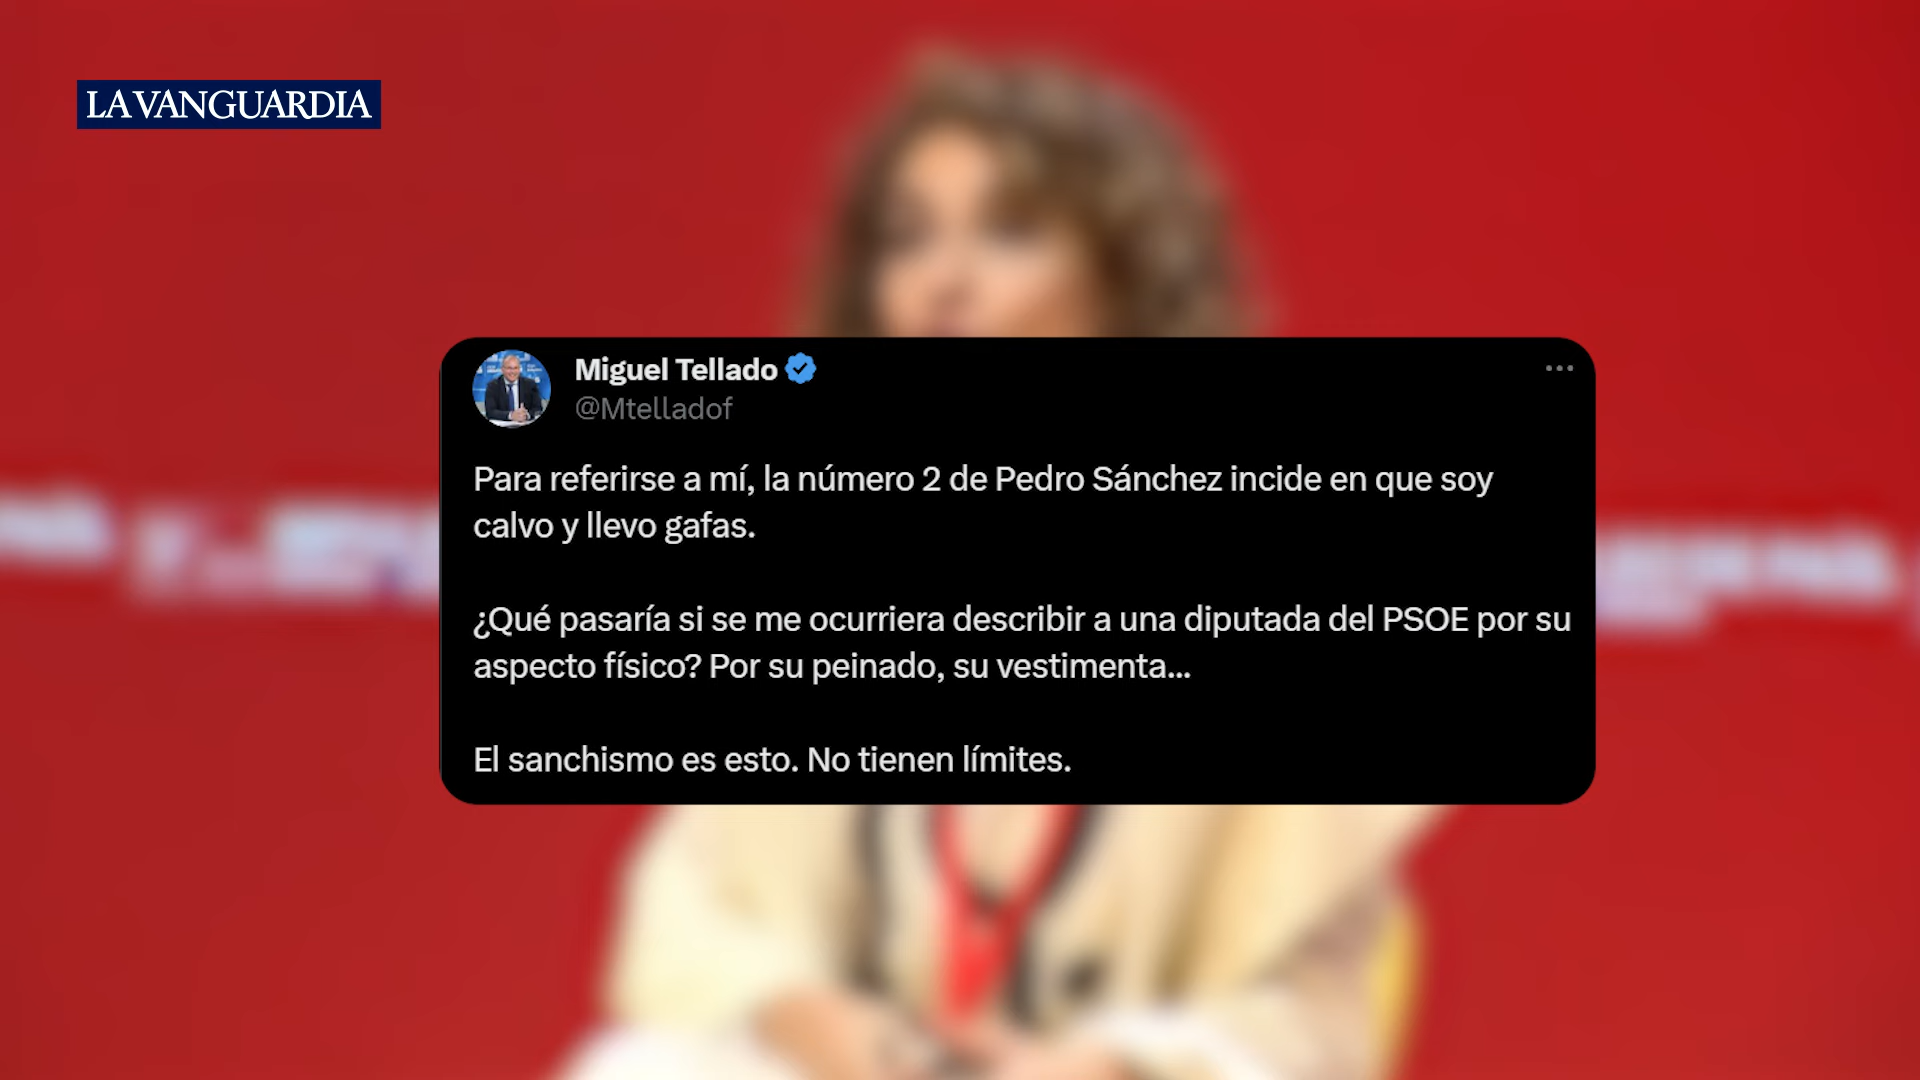 LA VANGUARDIA
Miguel Tellado
@Mtelladof
Para referirse a mí, la número 2 de Pedro Sánchez incide en que soy
calvo y llevo gafas.
¿Qué pasaría si se me ocurriera describir a una diputada del PSOE por su
aspecto físico? Por su peinado, su vestimenta...
El sanchismo es esto. No tienen límites.